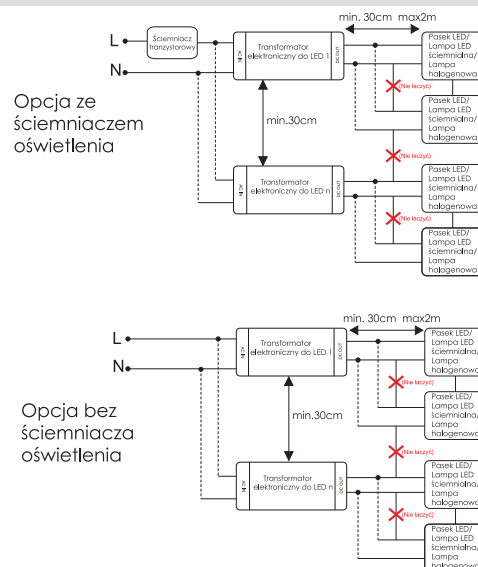 min. 30cm max2m
L
Ściemniacz
tranzystorowy
N
AC IN
Transformator
elektroniczny do LED 1
DC OUT
Pasek LED/
Lampa LED
ściemnialna/
Lampa
halogenowa
(Nie łaczyć)
Pasek LED/
Lampa LED
ściemnialna/
Lampa
halogenowa
Opcja ze
ściemniaczem
oświetlenia
min.30cm
(Nie łaczyć)
AC IN
Transformator
elektroniczny do LED n
DC OUT
Pasek LED/
Lampa LED
ściemnialna/
Lampa
halogenowa
(Nie łaczyć)
Pasek LED/
Lampa LED
ściemnialna/
Lampa
halogenowa
min. 30cm max2m
L
N
AC IN
Transformator
elektroniczny do LED 1
DC OUT
Pasek LED/
Lampa LED
ściemnialna/
Lampa
halogenowa
(Nie łaczyć)
Pasek LED/
Lampa LED
ściemnialna/
Lampa
halogenowa
Opcja bez
ściemniacza
oświetlenia
min.30cm
(Nie łaczyć)
AC IN
Transformator
elektroniczny do LED n
DC OUT
Pasek LED/
Lampa LED
ściemnialna/
Lampa
halogenowa
(Nie łaczyć)
Pasek LED/
Lampa LED
ściemnialna/
Lampa
halogenowa